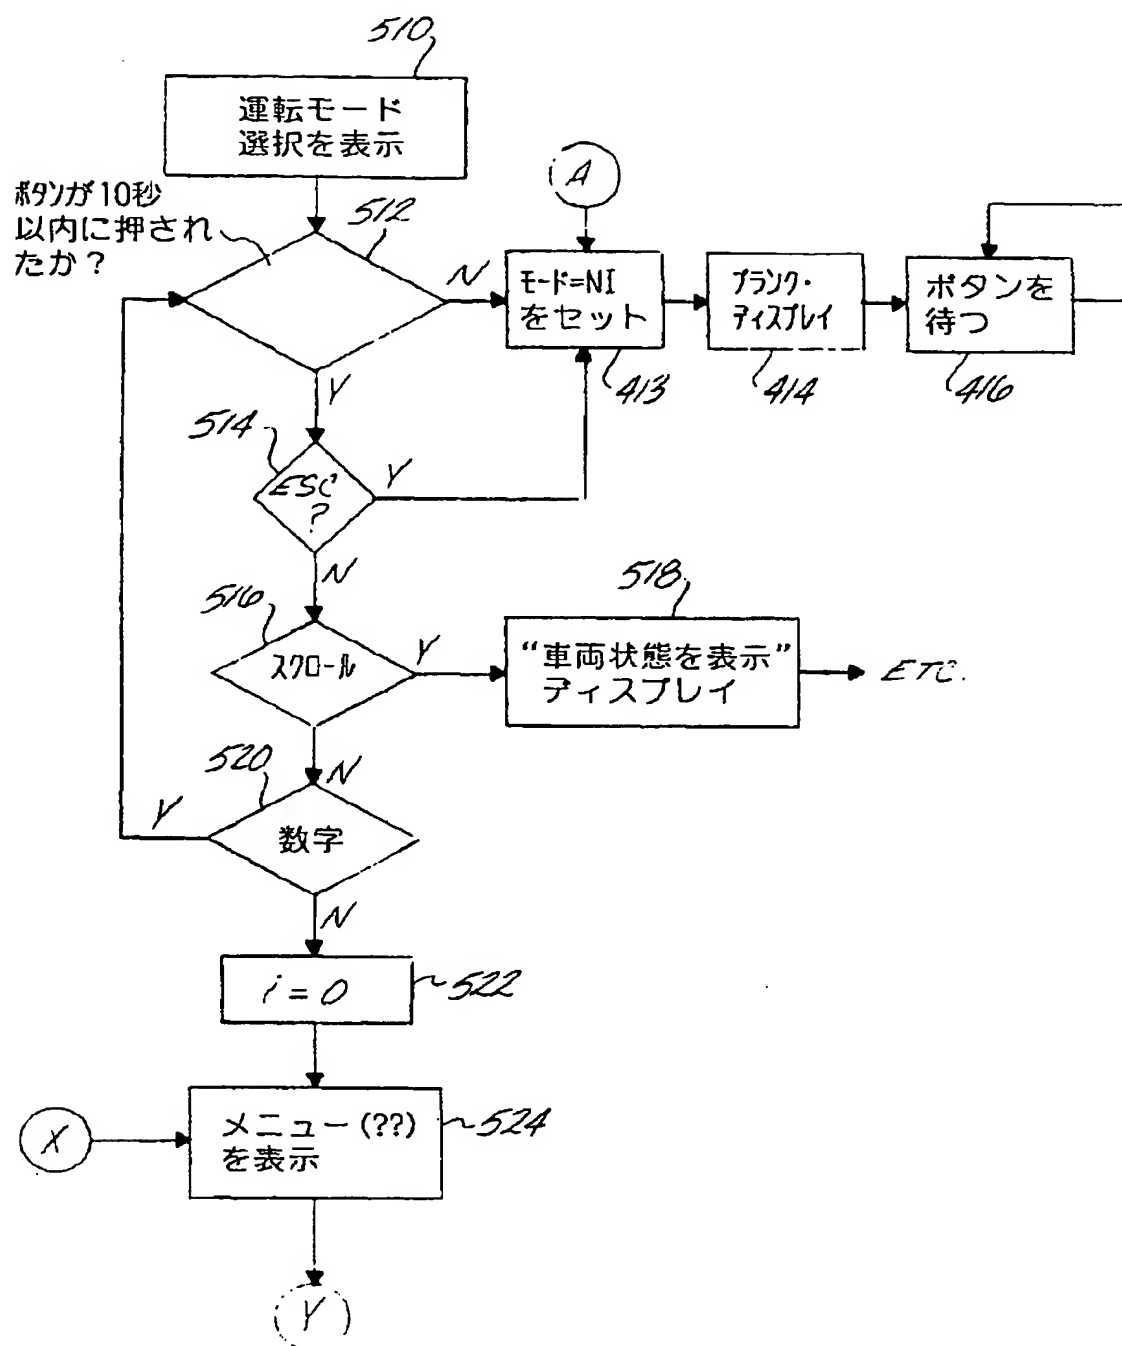 510
運転モード
選択を表示
ボタンが10秒
以内に押され
たか?
512
A
N
モード=NI
をセット
413
ブランク・
ディスプレイ
414
ボタンを
待つ
416
Y
514
ESC
?
Y
N
516
スクロール
Y
518
“車両状態を表示”
ディスプレイ
ETC.
N
520
数字
Y
N
i=0
522
X
メニュー(??)
を表示
524
Y